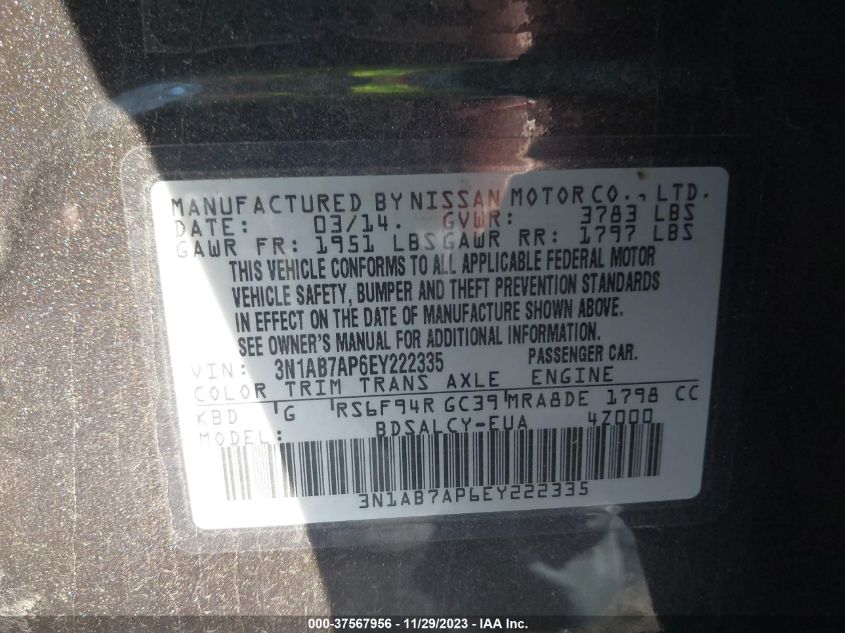 MANUFACTURED BY NISSAN MOTOR CO., LTD.
DATE: 03/14. GVWR: 3783 LBS
GAWR FR: 1951 LBS GAWR RR: 1797 LBS
THIS VEHICLE CONFORMS TO ALL APPLICABLE FEDERAL MOTOR
VEHICLE SAFETY, BUMPER AND THEFT PREVENTION STANDARDS
IN EFFECT ON THE DATE OF MANUFACTURE SHOWN ABOVE.
SEE OWNER'S MANUAL FOR ADDITIONAL INFORMATION.
VIN: 3N1AB7AP6EY222335 PASSENGER CAR.
COLOR TRIM TRANS AXLE ENGINE
KBD G RS6F94R GC39 MRA8DE 1798 CC
MODEL: BDSALCY-EUA 4Z000
3N1AB7AP6EY222335
000-37567956 - 11/29/2023 - IAA Inc.